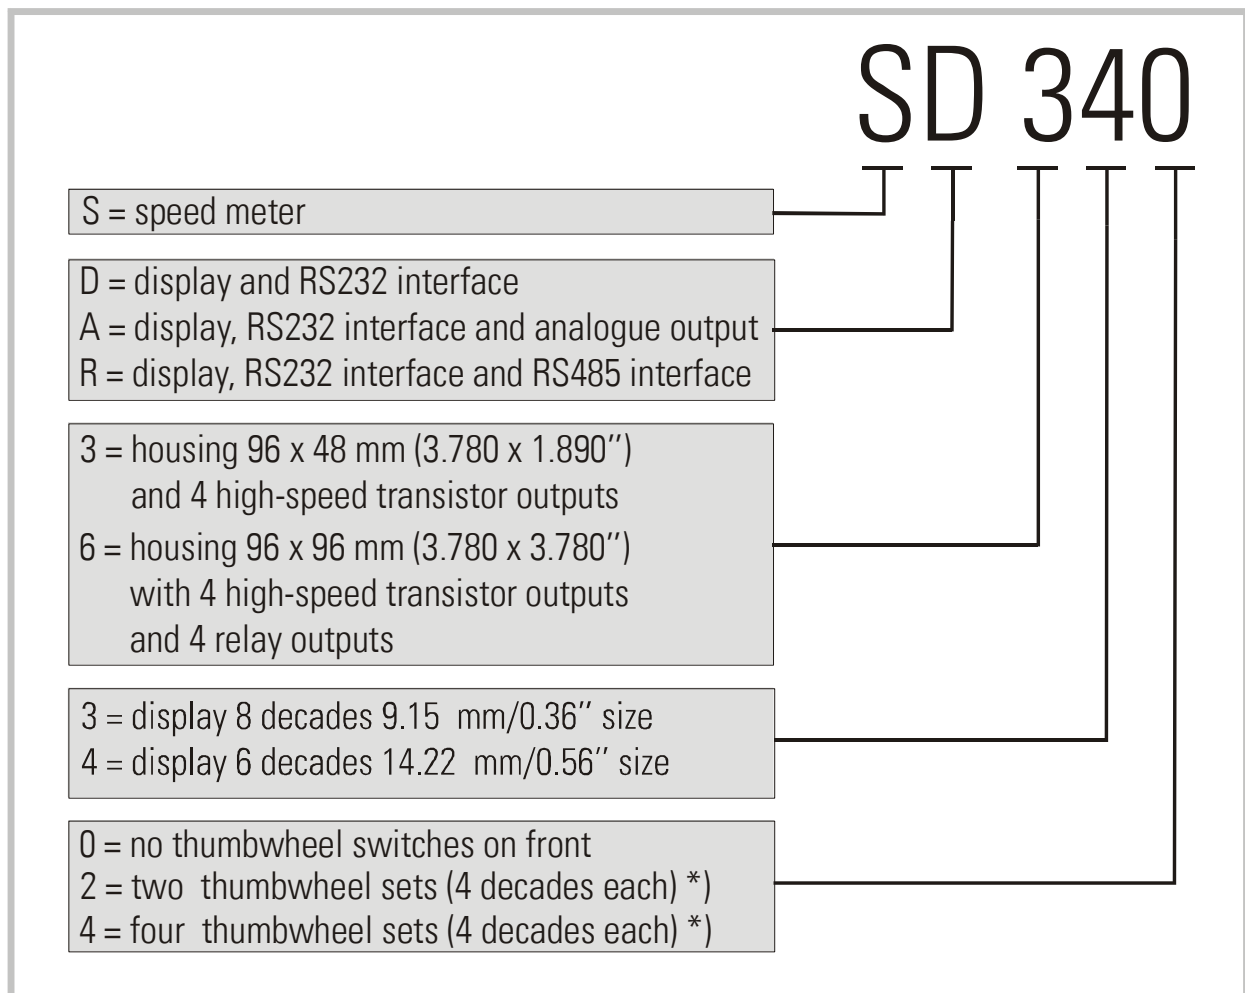 SD 340
S = speed meter
D = display and RS232 interface
A = display, RS232 interface and analogue output
R = display, RS232 interface and RS485 interface
3 = housing 96 x 48 mm (3.780 x 1.890’’)
and 4 high-speed transistor outputs
6 = housing 96 x 96 mm (3.780 x 3.780’’)
with 4 high-speed transistor outputs
and 4 relay outputs
3 = display 8 decades 9.15 mm/0.36’’ size
4 = display 6 decades 14.22 mm/0.56’’ size
0 = no thumbwheel switches on front
2 = two thumbwheel sets (4 decades each) *)
4 = four thumbwheel sets (4 decades each) *)